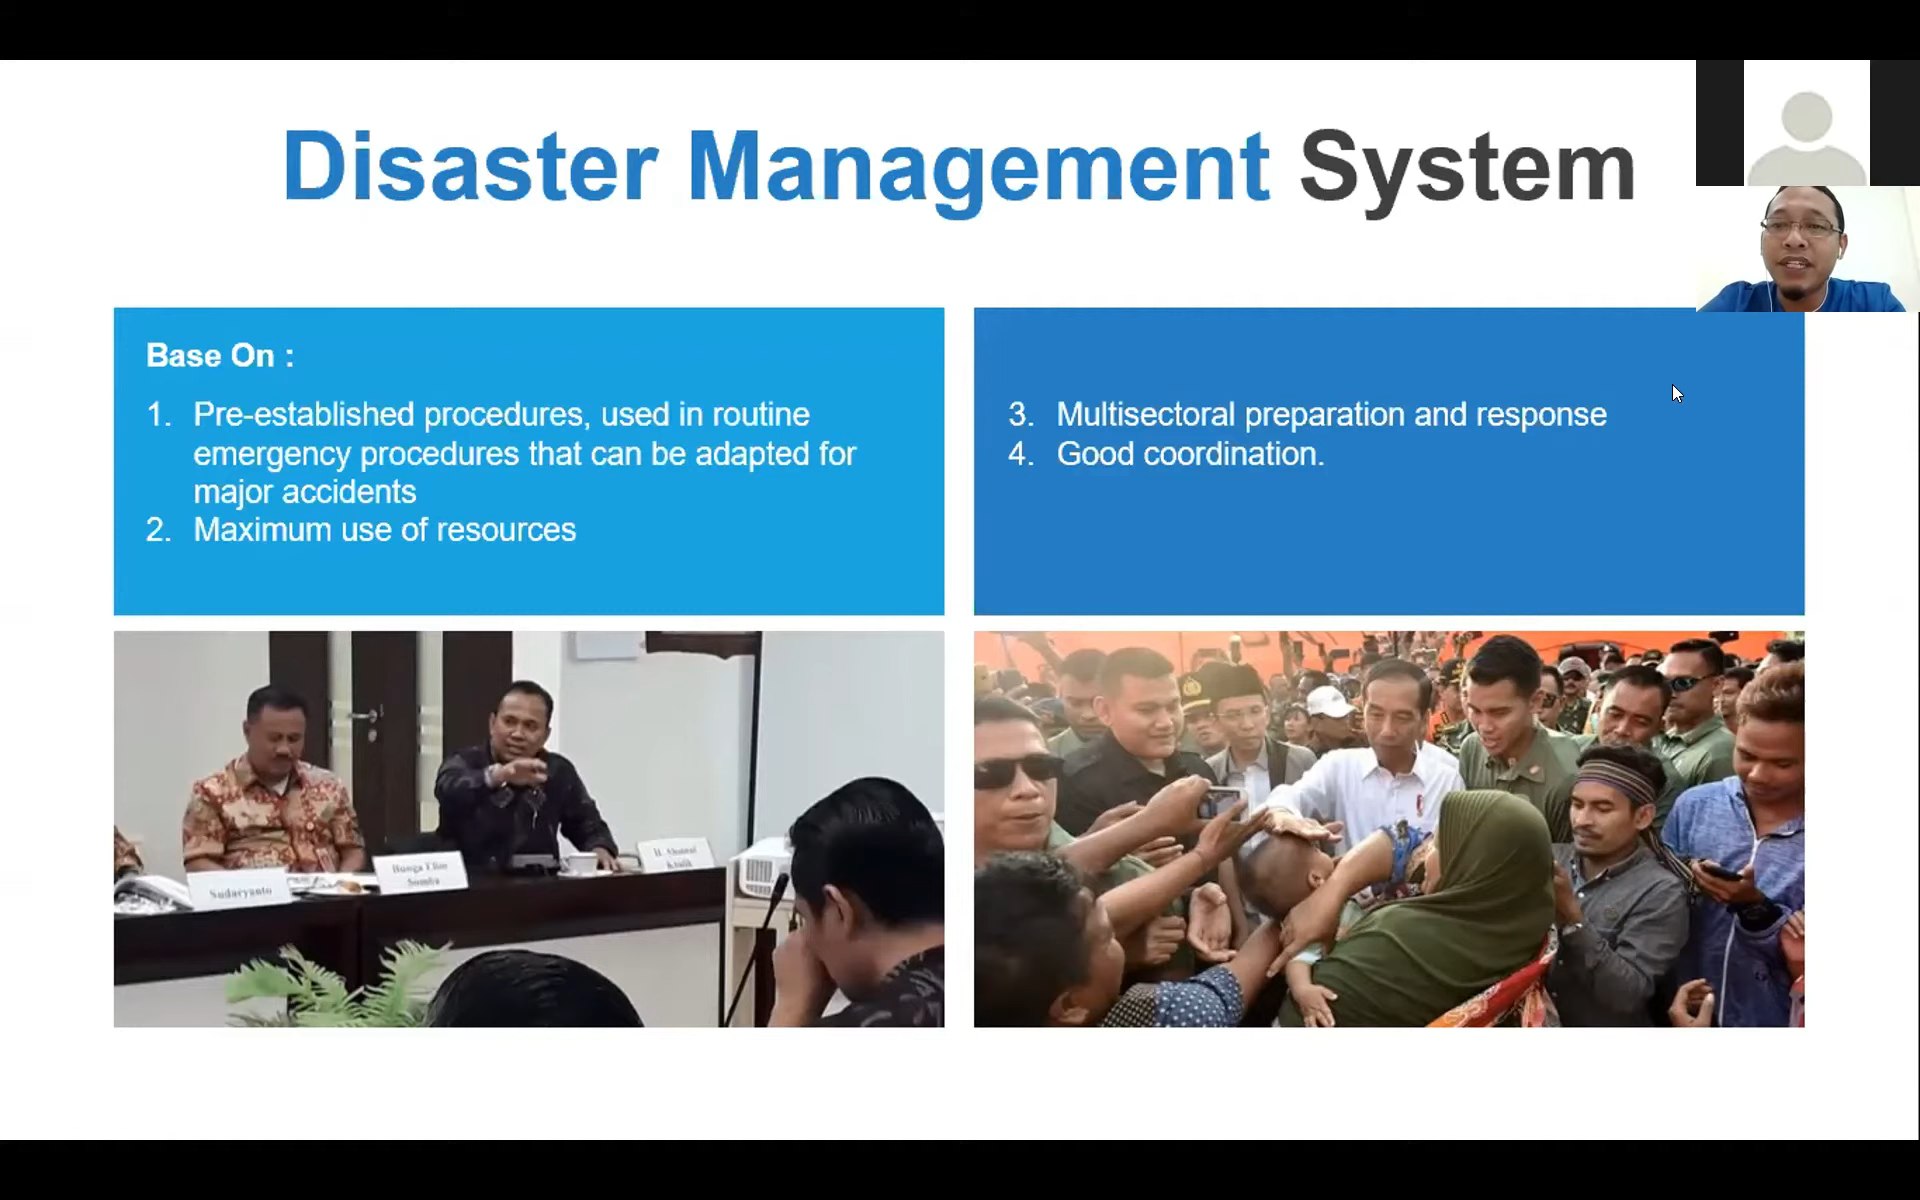 Disaster Management System
Base On :
1. Pre-established procedures, used in routine
emergency procedures that can be adapted for
major accidents
2. Maximum use of resources
3. Multisectoral preparation and response
4. Good coordination.
Sudaryanto